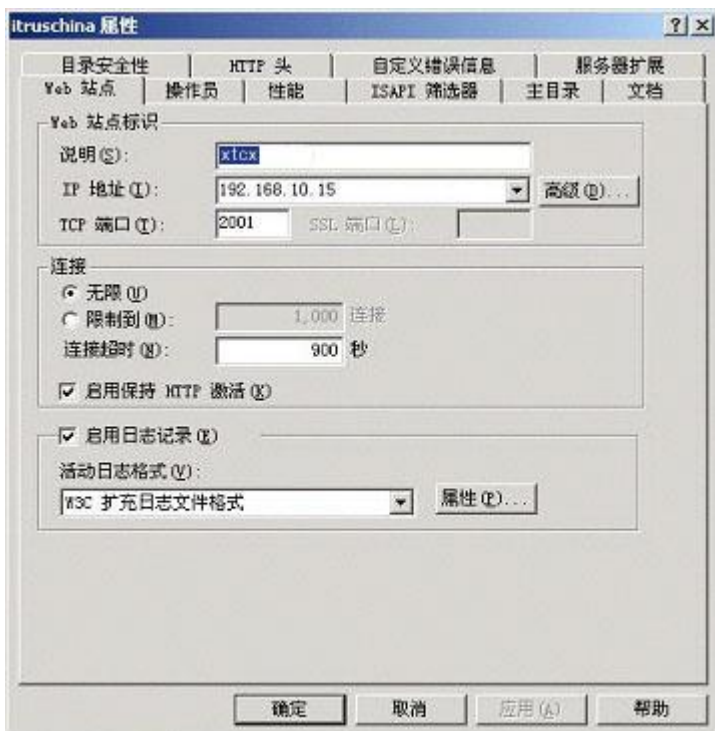 itruschina 属性
目录安全性 HTTP 头 自定义错误信息 服务器扩展
Web 站点 操作员 性能 ISAPI 筛选器 主目录 文档
Web 站点标识
说明(S): xtcx
IP 地址(I): 192.168.10.15 高级(D)...
TCP 端口(T): 2001 SSL 端口(L):
连接
无限(U)
限制到(M): 1,000 连接
连接超时(N): 900 秒
启用保持 HTTP 激活(K)
启用日志记录(E)
活动日志格式(V):
W3C 扩充日志文件格式 属性(P)...
确定 取消 应用(A) 帮助